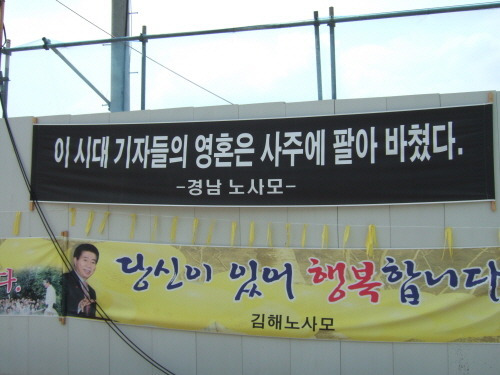 이 시대 기자들의 영혼은 사주에 팔아 바쳤다.
-경남 노사모-
다.
당신이 있어 행복합니다
김해노사모